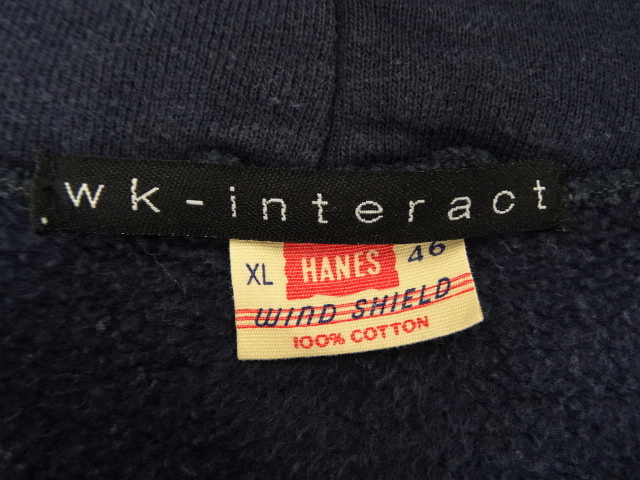 wk-interact
XL HANES 46
WIND SHIELD
100% COTTON